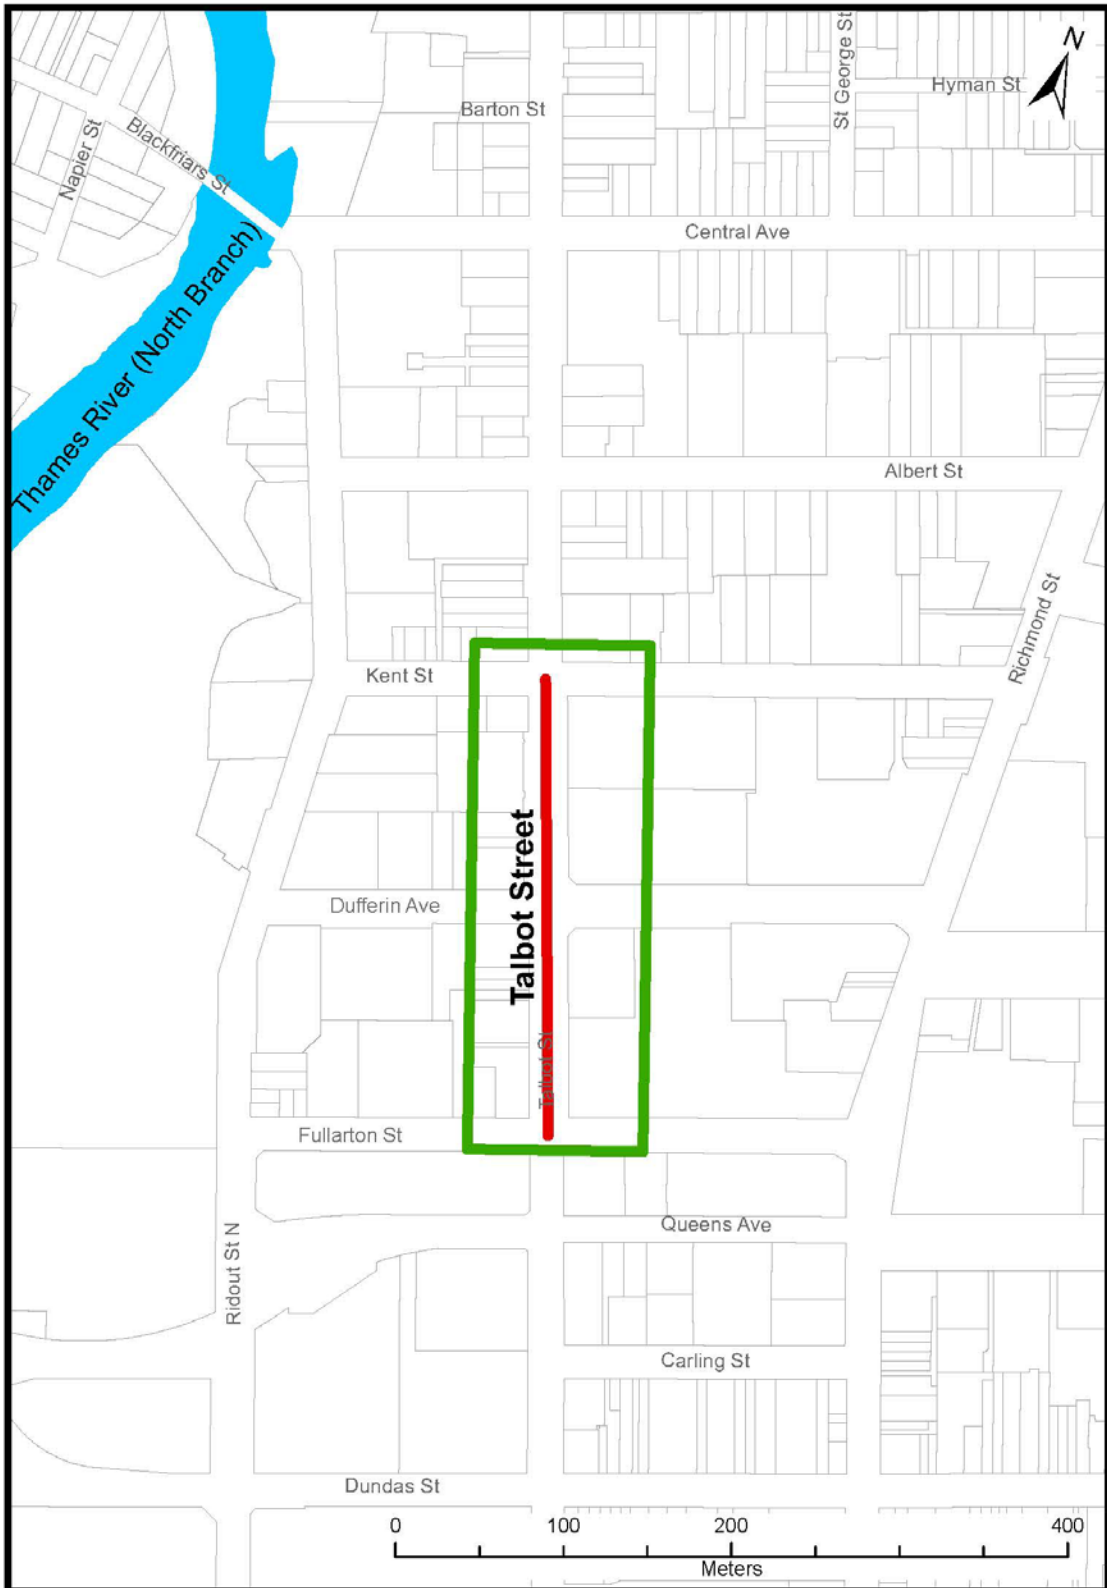 St George St
N
Hyman St
Barton St
Blackfriars St
Napier St
Central Ave
Thames River (North Branch)
Albert St
Richmond St
Kent St
Talbot Street
Dufferin Ave
Talbot St
Fullarton St
Queens Ave
Ridout St N
Carling St
Dundas St
0 100 200 400
Meters